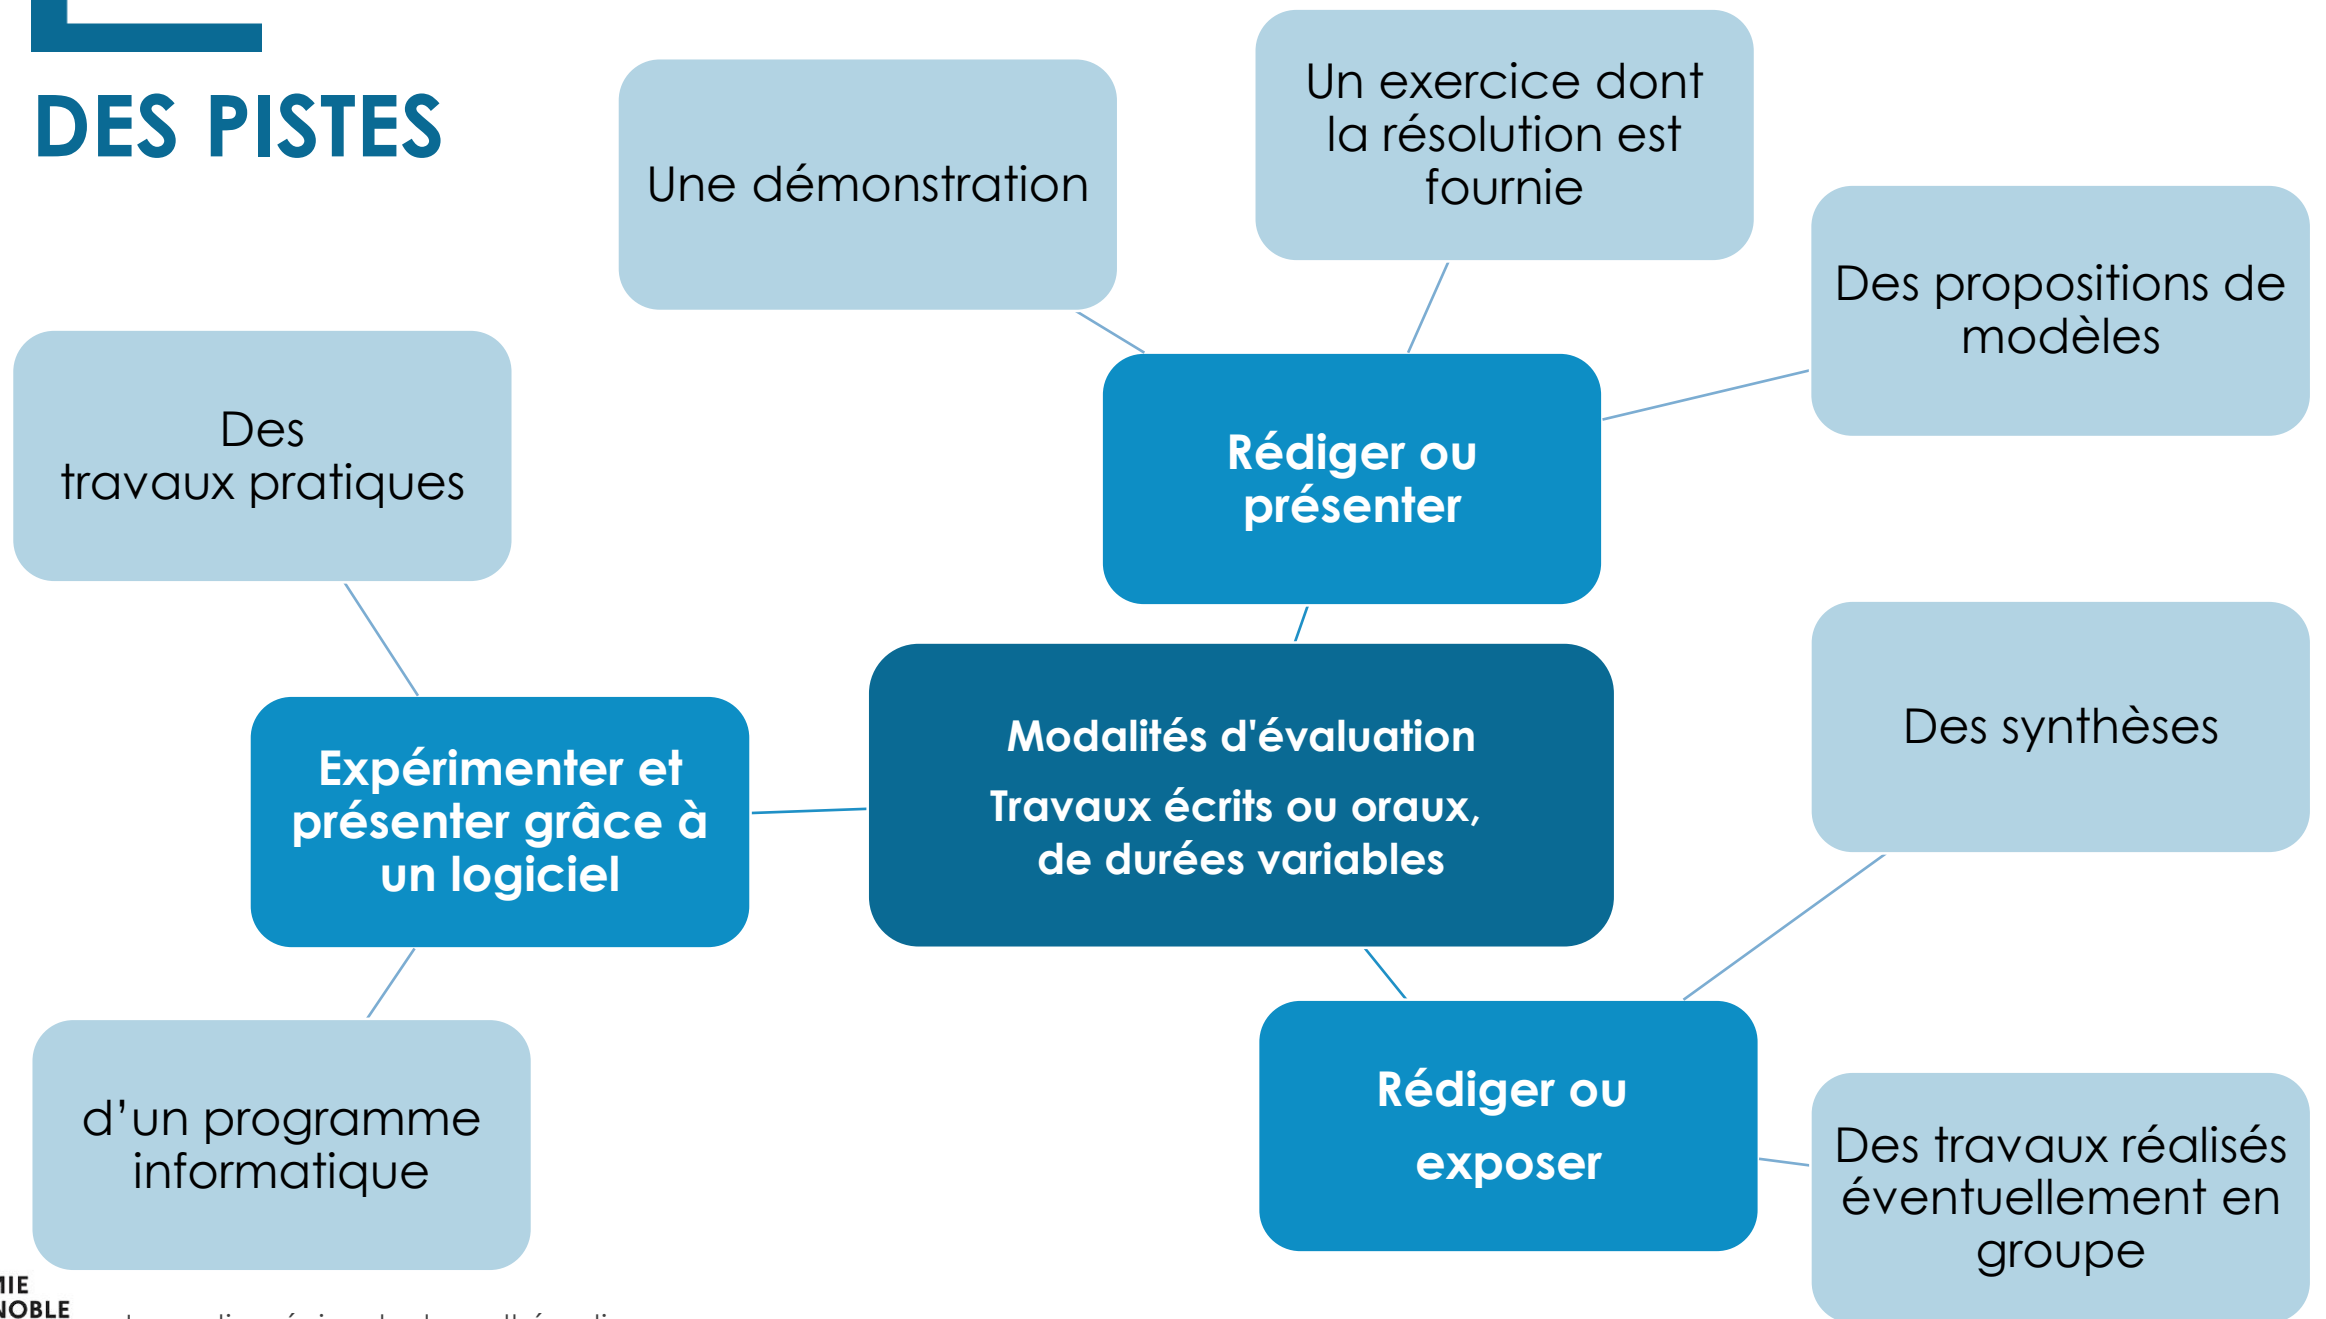 DES PISTES
Une démonstration
Un exercice dont
la résolution est
fournie
Des propositions de
modèles
Des
travaux pratiques
Rédiger ou
présenter
Expérimenter et
présenter grâce à
un logiciel
Modalités d'évaluation
Travaux écrits ou oraux,
de durées variables
Des synthèses
d’un programme
informatique
Rédiger ou
exposer
Des travaux réalisés
éventuellement en
groupe